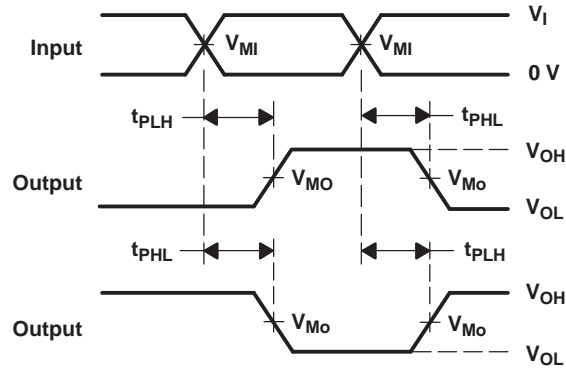 V_I
Input
V_MI
V_MI
0 V
t_PLH
t_PHL
V_OH
Output
V_MO
V_Mo
V_OL
t_PHL
t_PLH
V_OH
Output
V_Mo
V_Mo
V_OL